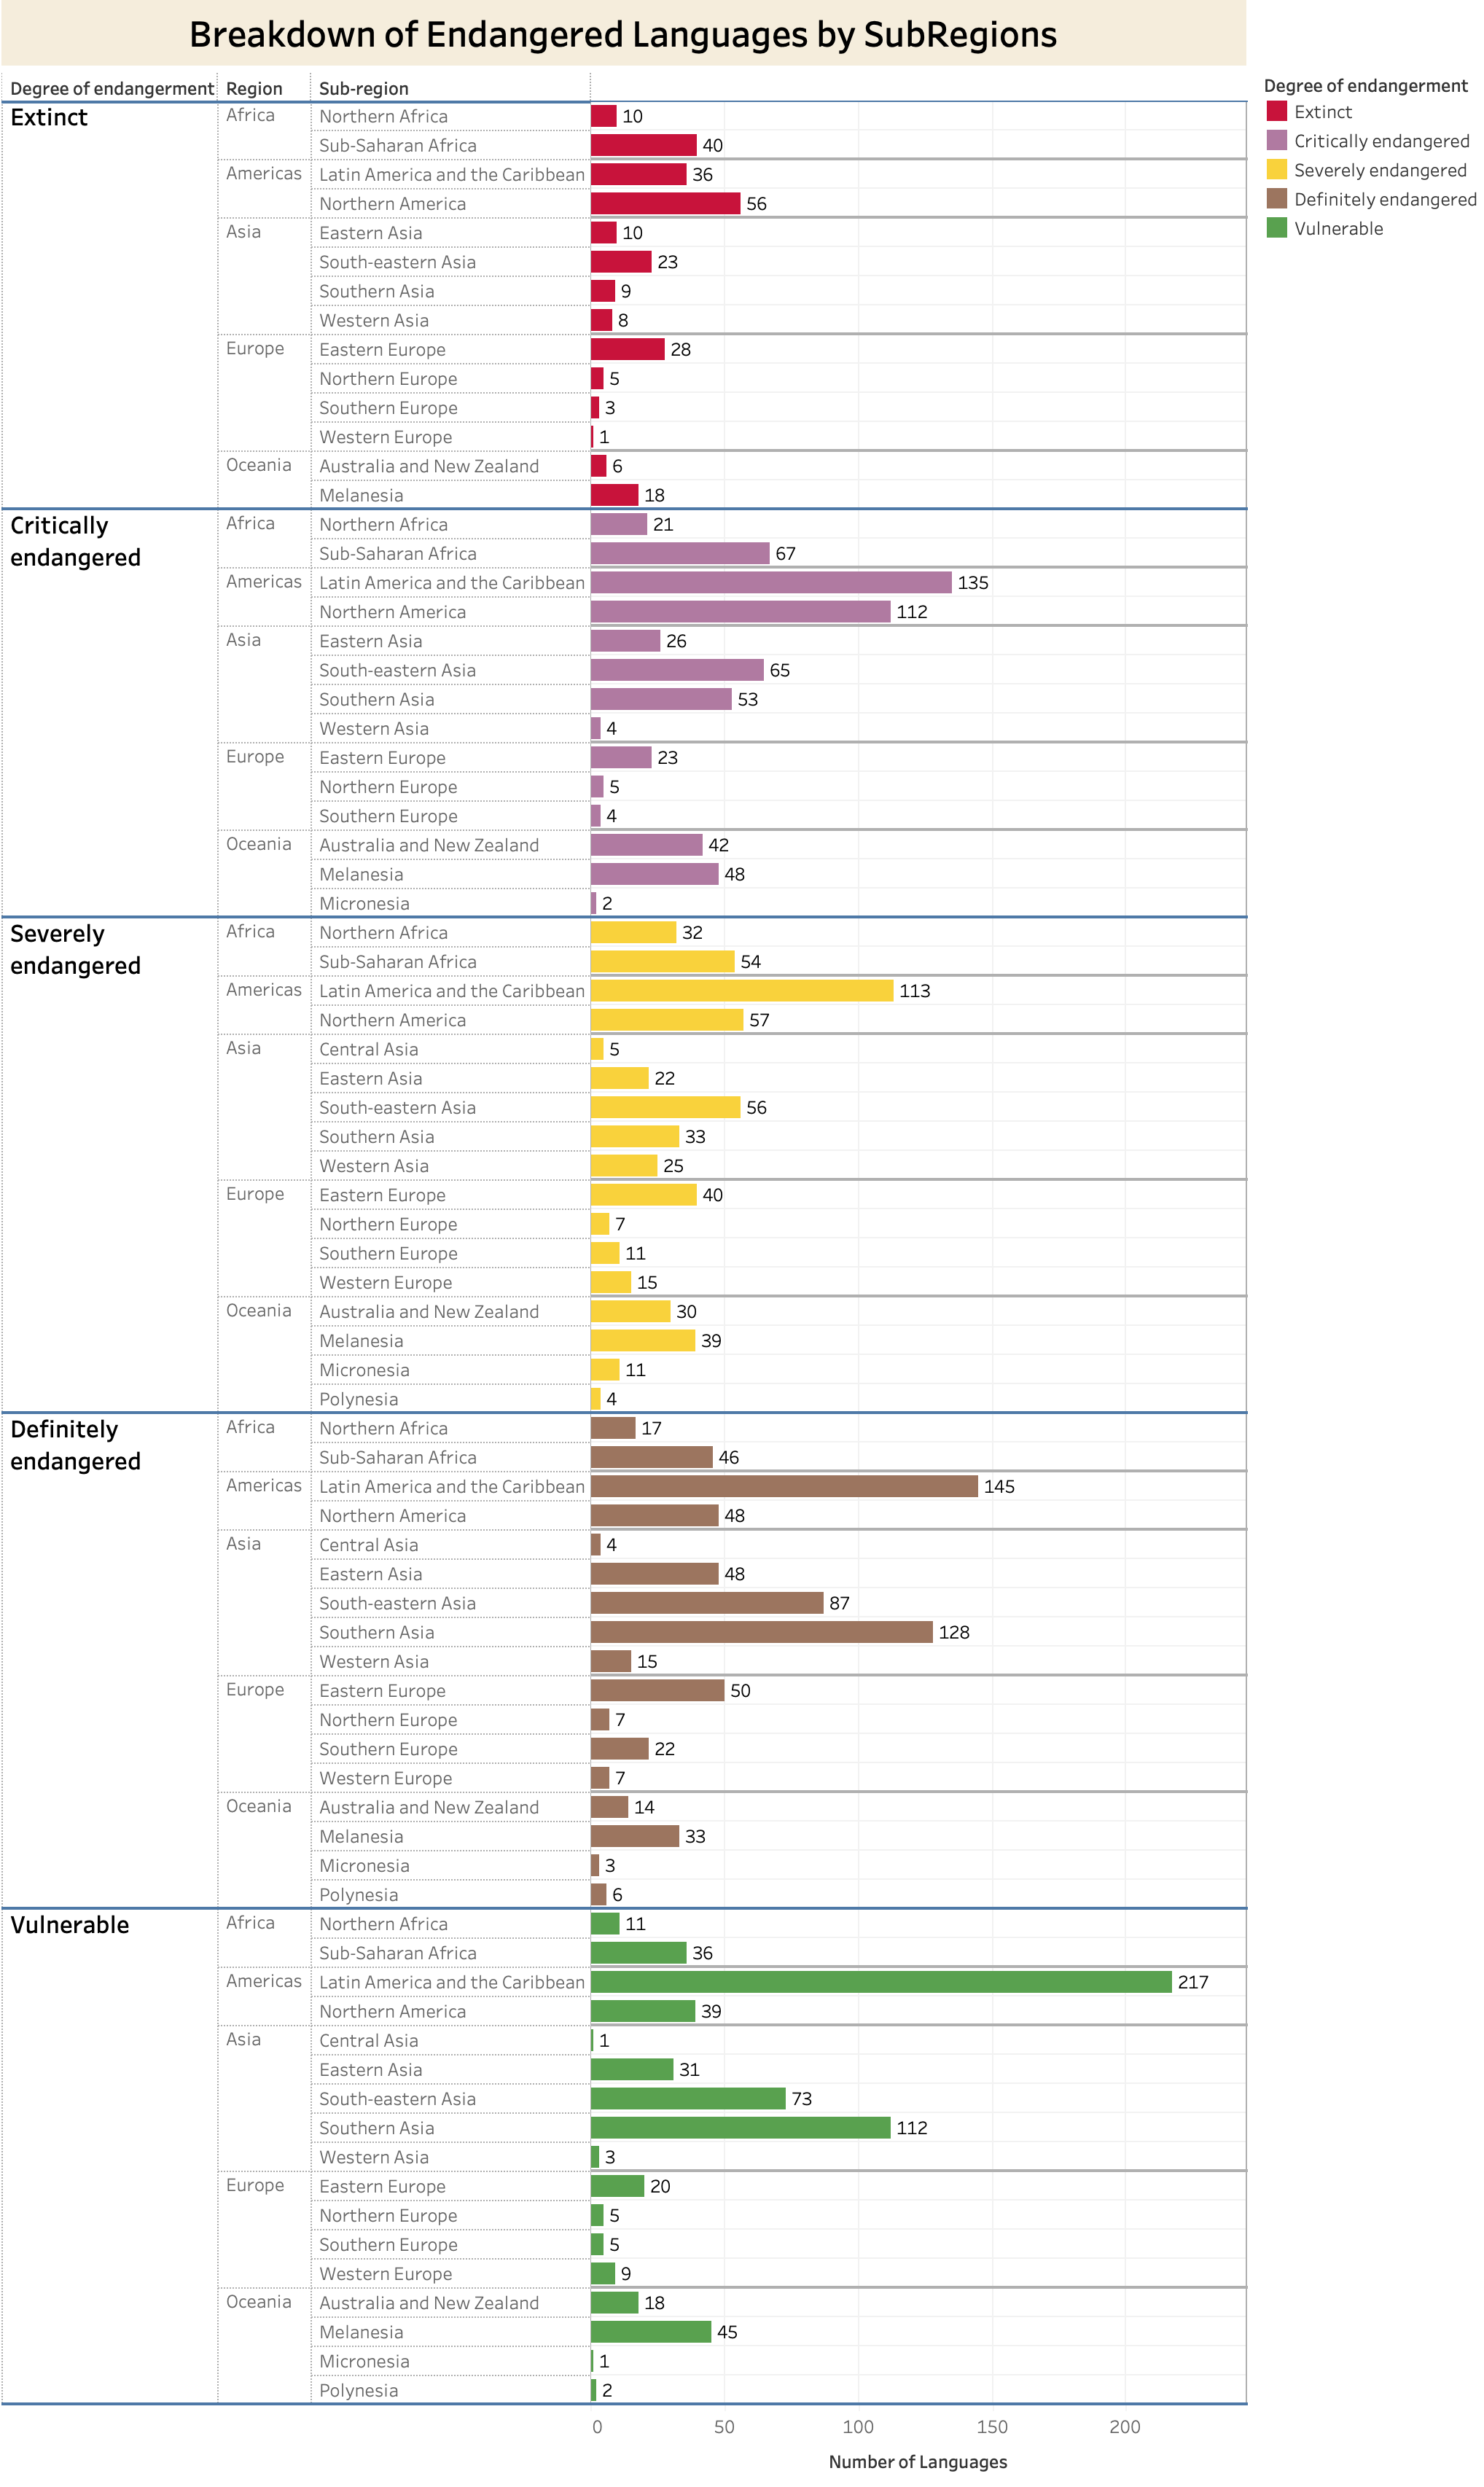 Breakdown of Endangered Languages by SubRegions
Degree of endangerment Region Sub-region
Extinct Africa Northern Africa 10
Sub-Saharan Africa 40
Americas Latin America and the Caribbean 36
Northern America 56
Asia Eastern Asia 10
South-eastern Asia 23
Southern Asia 9
Western Asia 8
Europe Eastern Europe 28
Northern Europe 5
Southern Europe 3
Western Europe 1
Oceania Australia and New Zealand 6
Melanesia 18
Critically endangered Africa Northern Africa 21
Sub-Saharan Africa 67
Americas Latin America and the Caribbean 135
Northern America 112
Asia Eastern Asia 26
South-eastern Asia 65
Southern Asia 53
Western Asia 4
Europe Eastern Europe 23
Northern Europe 5
Southern Europe 4
Oceania Australia and New Zealand 42
Melanesia 48
Micronesia 2
Severely endangered Africa Northern Africa 32
Sub-Saharan Africa 54
Americas Latin America and the Caribbean 113
Northern America 57
Asia Central Asia 5
Eastern Asia 22
South-eastern Asia 56
Southern Asia 33
Western Asia 25
Europe Eastern Europe 40
Northern Europe 7
Southern Europe 11
Western Europe 15
Oceania Australia and New Zealand 30
Melanesia 39
Micronesia 11
Polynesia 4
Definitely endangered Africa Northern Africa 17
Sub-Saharan Africa 46
Americas Latin America and the Caribbean 145
Northern America 48
Asia Central Asia 4
Eastern Asia 48
South-eastern Asia 87
Southern Asia 128
Western Asia 15
Europe Eastern Europe 50
Northern Europe 7
Southern Europe 22
Western Europe 7
Oceania Australia and New Zealand 14
Melanesia 33
Micronesia 3
Polynesia 6
Vulnerable Africa Northern Africa 11
Sub-Saharan Africa 36
Americas Latin America and the Caribbean 217
Northern America 39
Asia Central Asia 1
Eastern Asia 31
South-eastern Asia 73
Southern Asia 112
Western Asia 3
Europe Eastern Europe 20
Northern Europe 5
Southern Europe 5
Western Europe 9
Oceania Australia and New Zealand 18
Melanesia 45
Micronesia 1
Polynesia 2
0 50 100 150 200
Number of Languages
Degree of endangerment
Extinct
Critically endangered
Severely endangered
Definitely endangered
Vulnerable